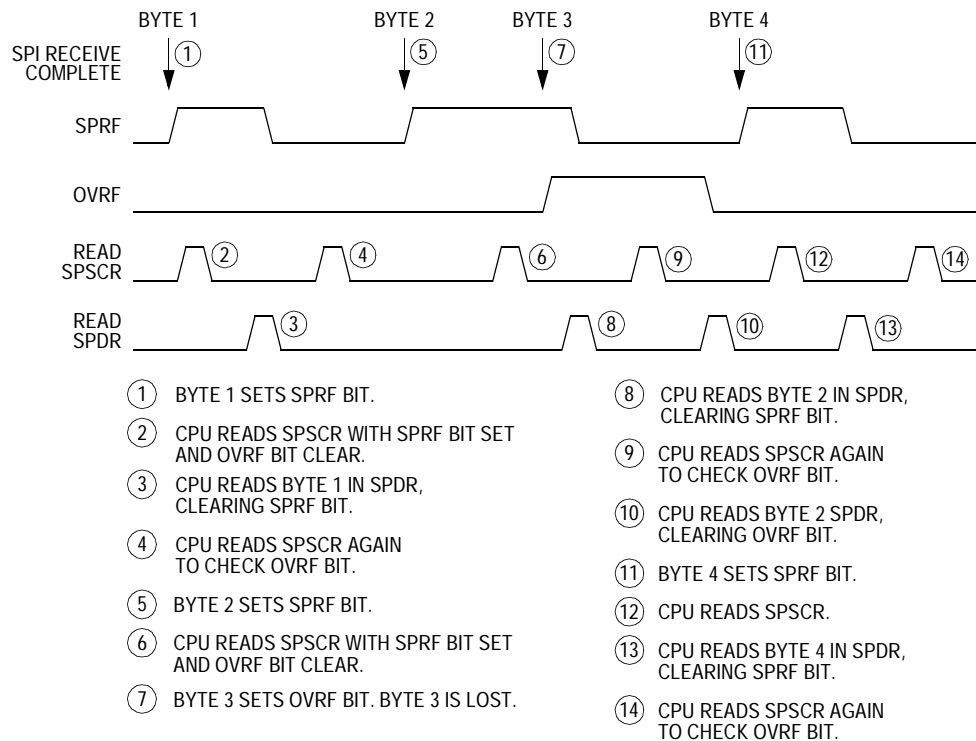 BYTE 1 BYTE 2 BYTE 3 BYTE 4
SPI RECEIVE
COMPLETE
1 5 7 11
SPRF
OVRF
READ
SPSCR
2 4 6 9 12 14
READ
SPDR
3 8 10 13
1 BYTE 1 SETS SPRF BIT.
2 CPU READS SPSCR WITH SPRF BIT SET
AND OVRF BIT CLEAR.
3 CPU READS BYTE 1 IN SPDR,
CLEARING SPRF BIT.
4 CPU READS SPSCR AGAIN
TO CHECK OVRF BIT.
5 BYTE 2 SETS SPRF BIT.
6 CPU READS SPSCR WITH SPRF BIT SET
AND OVRF BIT CLEAR.
7 BYTE 3 SETS OVRF BIT. BYTE 3 IS LOST.
8 CPU READS BYTE 2 IN SPDR,
CLEARING SPRF BIT.
9 CPU READS SPSCR AGAIN
TO CHECK OVRF BIT.
10 CPU READS BYTE 2 SPDR,
CLEARING OVRF BIT.
11 BYTE 4 SETS SPRF BIT.
12 CPU READS SPSCR.
13 CPU READS BYTE 4 IN SPDR,
CLEARING SPRF BIT.
14 CPU READS SPSCR AGAIN
TO CHECK OVRF BIT.